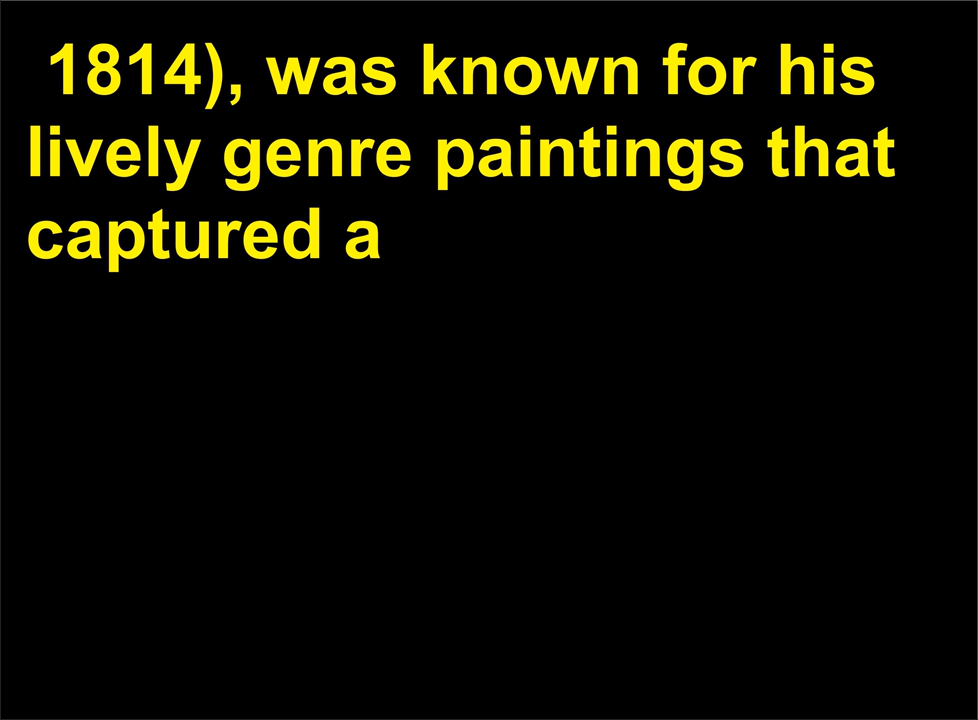 1814), was known for his
lively genre paintings that
captured a